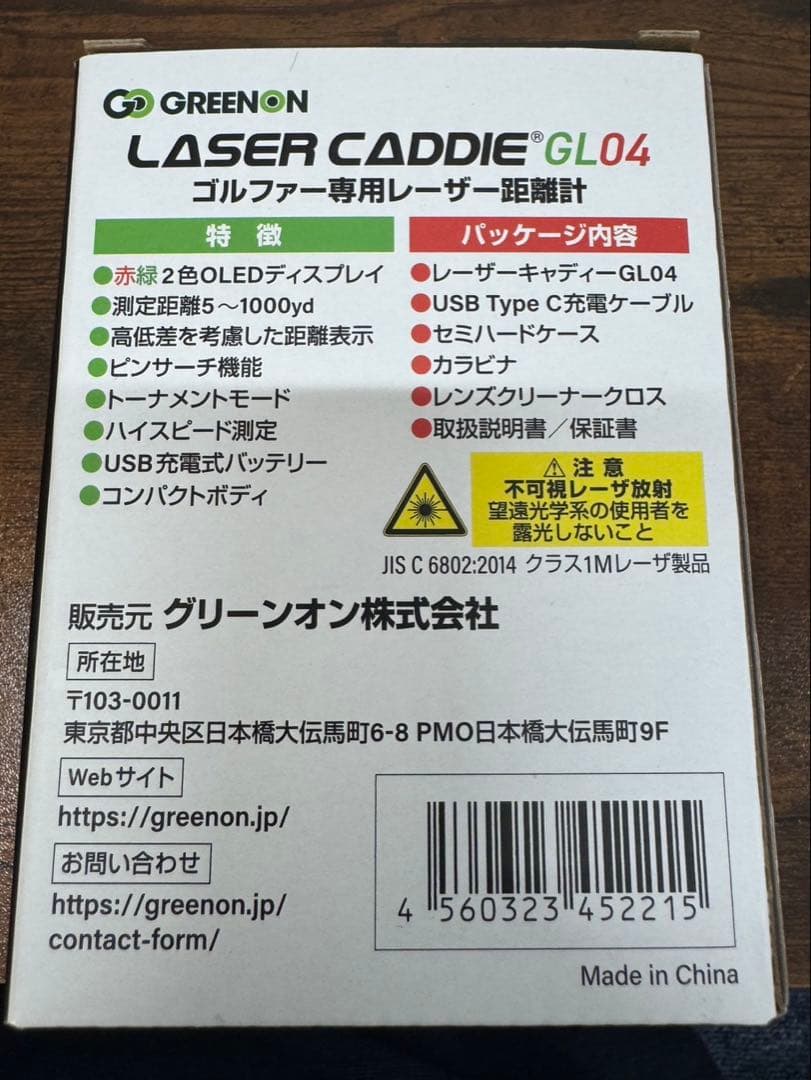 GREENON
LASER CADDIE® GL04
ゴルファー専用レーザー距離計
特 徴
●赤緑2色OLEDディスプレイ
●測定距離5～1000yd
●高低差を考慮した距離表示
●ピンサーチ機能
●トーナメントモード
●ハイスピード測定
●USB充電式バッテリー
●コンパクトボディ
パッケージ内容
●レーザーキャディーGL04
●USB Type C充電ケーブル
●セミハードケース
●カラビナ
●レンズクリーナークロス
●取扱説明書／保証書
⚠ 注 意
不可視レーザ放射
望遠光学系の使用者を
露光しないこと
JIS C 6802:2014 クラス1Mレーザ製品
販売元 グリーンオン株式会社
所在地
〒103-0011
東京都中央区日本橋大伝馬町6-8 PMO日本橋大伝馬町9F
Webサイト
https://greenon.jp/
お問い合わせ
https://greenon.jp/
contact-form/
4 560323 452215
Made in China